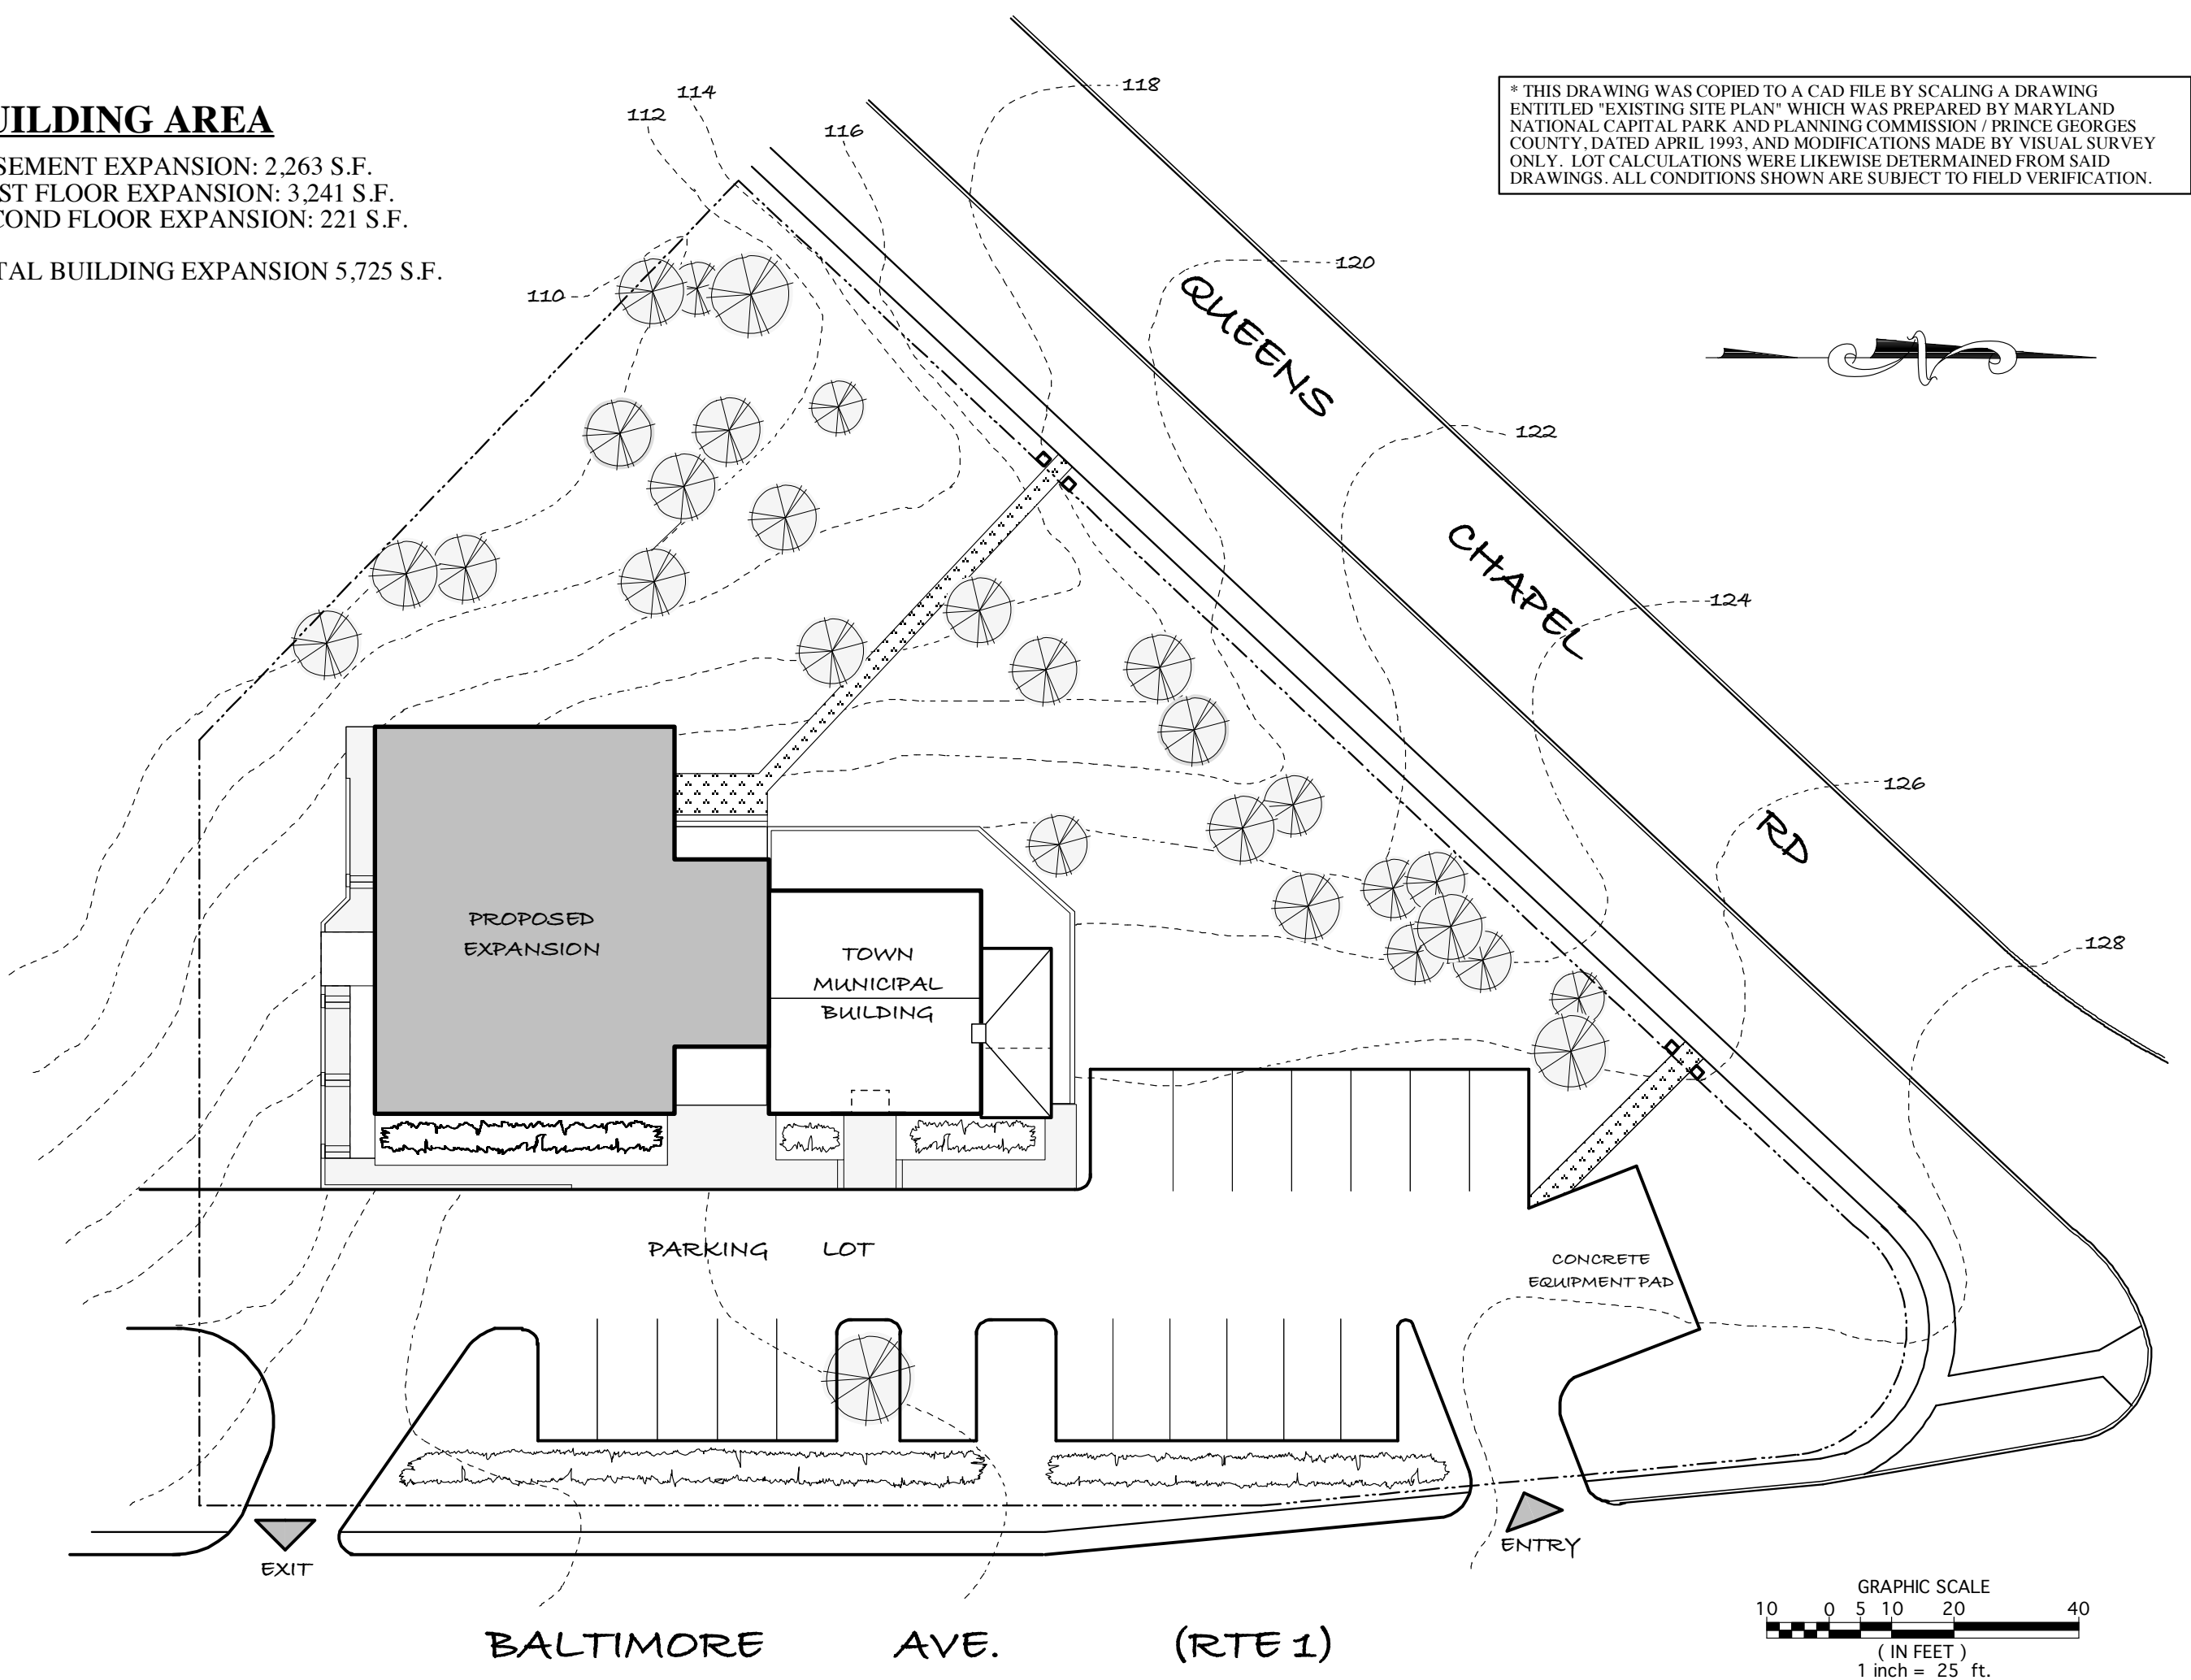 UILDING AREA
SEMENT EXPANSION: 2,263 S.F.
ST FLOOR EXPANSION: 3,241 S.F.
COND FLOOR EXPANSION: 221 S.F.
TAL BUILDING EXPANSION 5,725 S.F.
* THIS DRAWING WAS COPIED TO A CAD FILE BY SCALING A DRAWING
ENTITLED "EXISTING SITE PLAN" WHICH WAS PREPARED BY MARYLAND
NATIONAL CAPITAL PARK AND PLANNING COMMISSION / PRINCE GEORGES
COUNTY, DATED APRIL 1993, AND MODIFICATIONS MADE BY VISUAL SURVEY
ONLY. LOT CALCULATIONS WERE LIKEWISE DETERMAINED FROM SAID
DRAWINGS. ALL CONDITIONS SHOWN ARE SUBJECT TO FIELD VERIFICATION.
110
112
114
116
118
120
122
124
126
128
QUEENS
CHAPEL
RD
N
PROPOSED
EXPANSION
TOWN
MUNICIPAL
BUILDING
PARKING LOT
CONCRETE
EQUIPMENT PAD
EXIT
ENTRY
BALTIMORE AVE. (RTE 1)
GRAPHIC SCALE
10 0 5 10 20 40
( IN FEET )
1 inch = 25 ft.